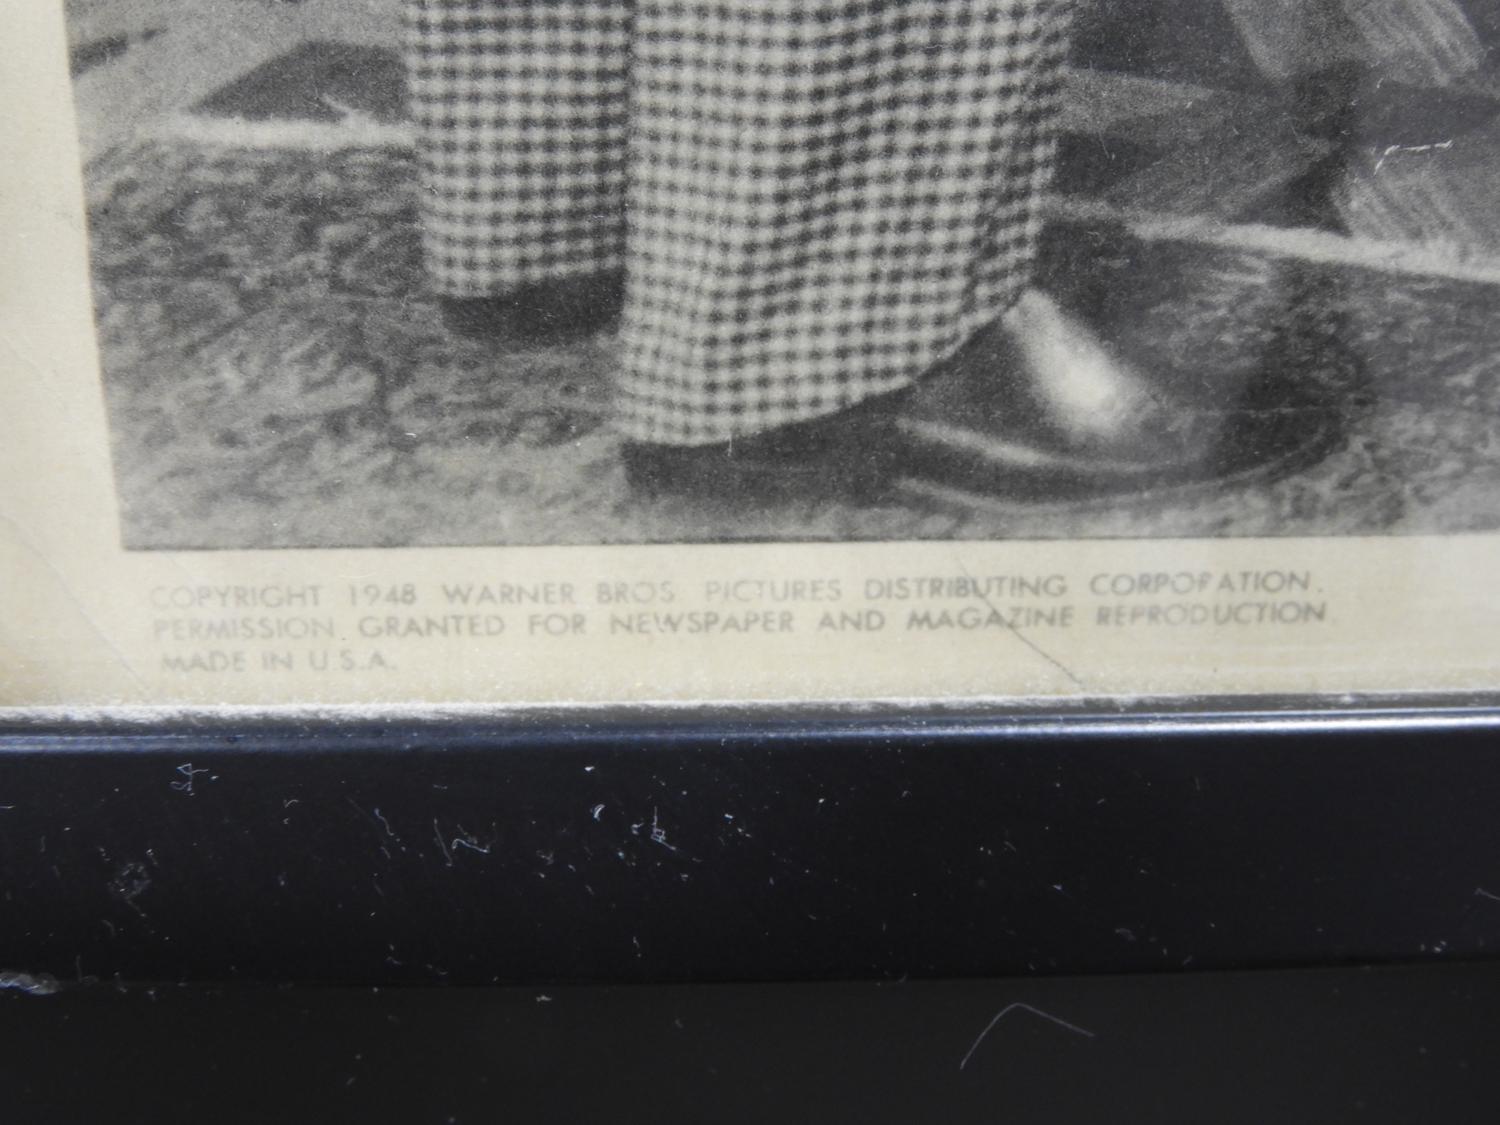 COPYRIGHT 1948 WARNER BROS. PICTURES DISTRIBUTING CORPORATION.
PERMISSION GRANTED FOR NEWSPAPER AND MAGAZINE REPRODUCTION
MADE IN U.S.A.